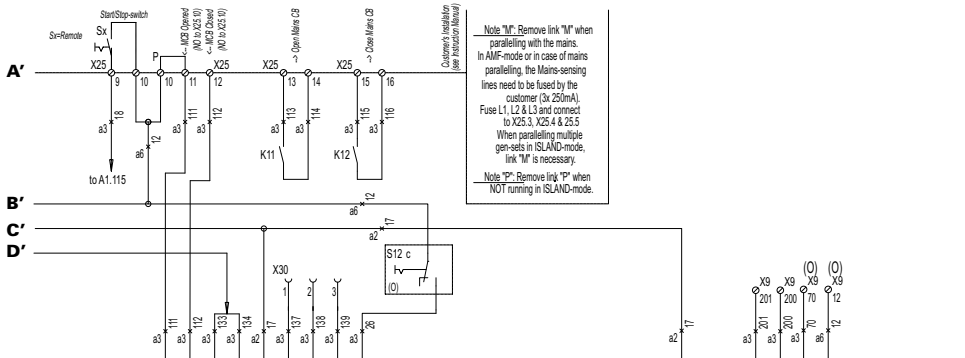 Start/Stop-switch
Sx=Remote
Sx
P
<-- MCB Opened
(NO to X25.10)
<-- MCB Closed
(NO to X25.10)
--> Open Mains CB
--> Close Mains CB
Customer's Installation
(see Instruction Manual)
Note "M": Remove link "M" when
parallelling with the mains.
In AMF-mode or in case of mains
parallelling, the Mains-sensing
lines need to be fused by the
customer (3x 250mA).
Fuse L1, L2 & L3 and connect
to X25.3, X25.4 & 25.5
When parallelling multiple
gen-sets in ISLAND-mode,
link "M" is necessary.
Note "P": Remove link "P" when
NOT running in ISLAND-mode.
X25 X25 X25 X25
A'
9 10 10 11 12 13 14 15 16
18 111 112 113 114 115 116
a3 a3 a3 a3 a3 a3 a3
12
a6
K11 K12
to A1.115
B'
12
a6
C'
17
a2
D'
S12 c
(O)
X30
1 2 3
(O) (O)
X9 X9 X9 X9
201 200 70 12
111 112 133 134 17 137 138 139 26 17 201 200 70 12
a3 a3 a3 a3 a2 a3 a3 a3 a3 a2 a3 a3 a3 a6